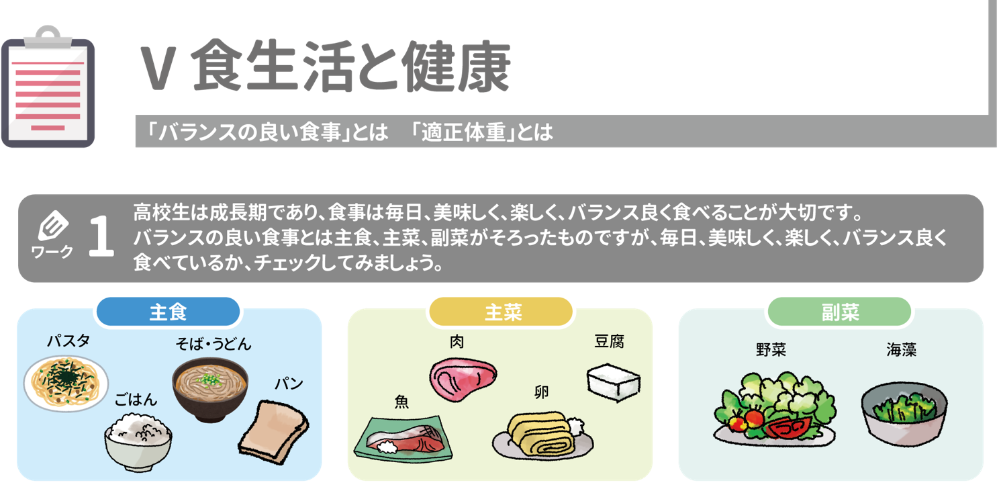 V 食生活と健康
「バランスの良い食事」とは　「適正体重」とは
ワーク 1
高校生は成長期であり、食事は毎日、美味しく、楽しく、バランス良く食べることが大切です。
バランスの良い食事とは主食、主菜、副菜がそろったものですが、毎日、美味しく、楽しく、バランス良く
食べているか、チェックしてみましょう。
主食
パスタ
そば・うどん
ごはん
パン
主菜
肉
豆腐
魚
卵
副菜
野菜
海藻